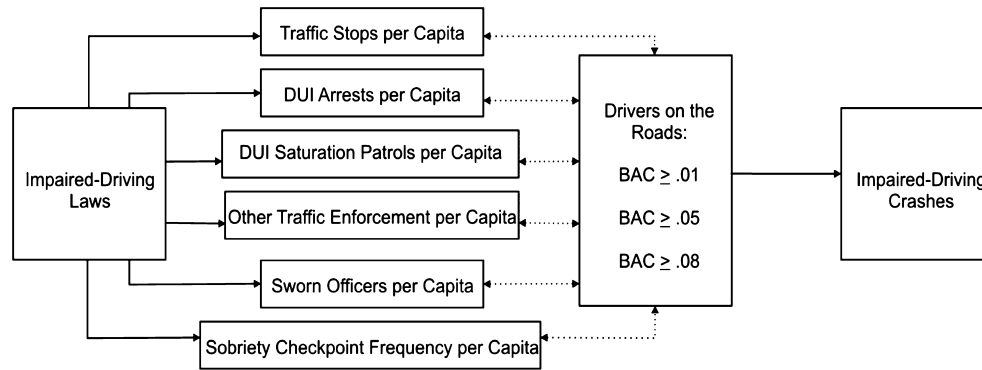 Traffic Stops per Capita
DUI Arrests per Capita
DUI Saturation Patrols per Capita
Other Traffic Enforcement per Capita
Sworn Officers per Capita
Sobriety Checkpoint Frequency per Capita
Impaired-Driving
Laws
Drivers on the
Roads:
BAC ≥ .01
BAC ≥ .05
BAC ≥ .08
Impaired-Driving
Crashes